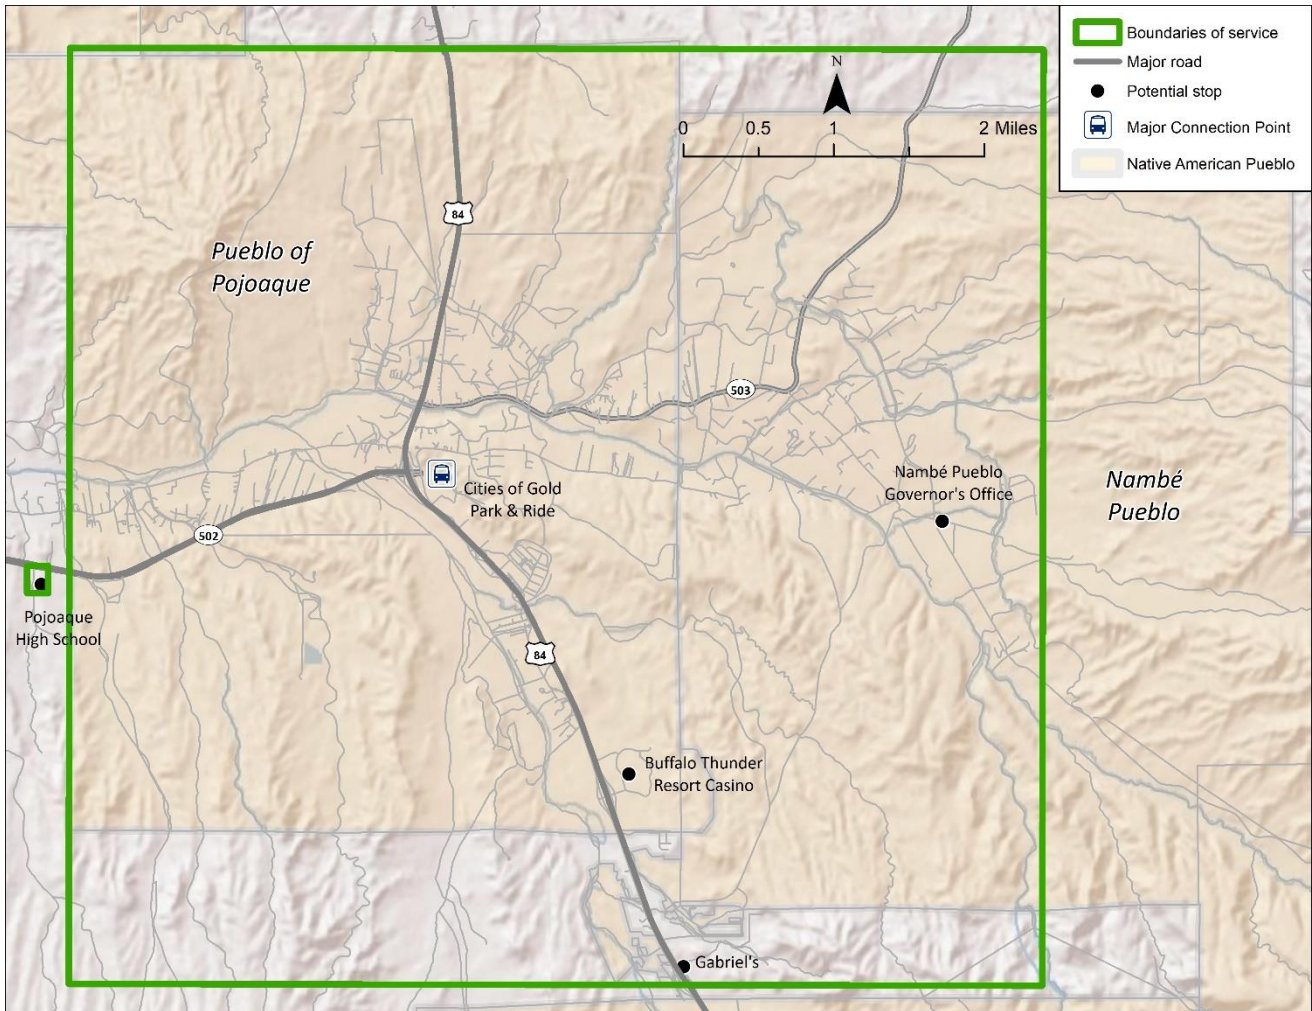 Boundaries of service
Major road
Potential stop
Major Connection Point
Native American Pueblo
N
0 0.5 1 2 Miles
84
Pueblo of
Pojoaque
503
Cities of Gold
Park & Ride
Nambé Pueblo
Governor's Office
Nambé
Pueblo
502
Pojoaque
High School
84
Buffalo Thunder
Resort Casino
Gabriel's